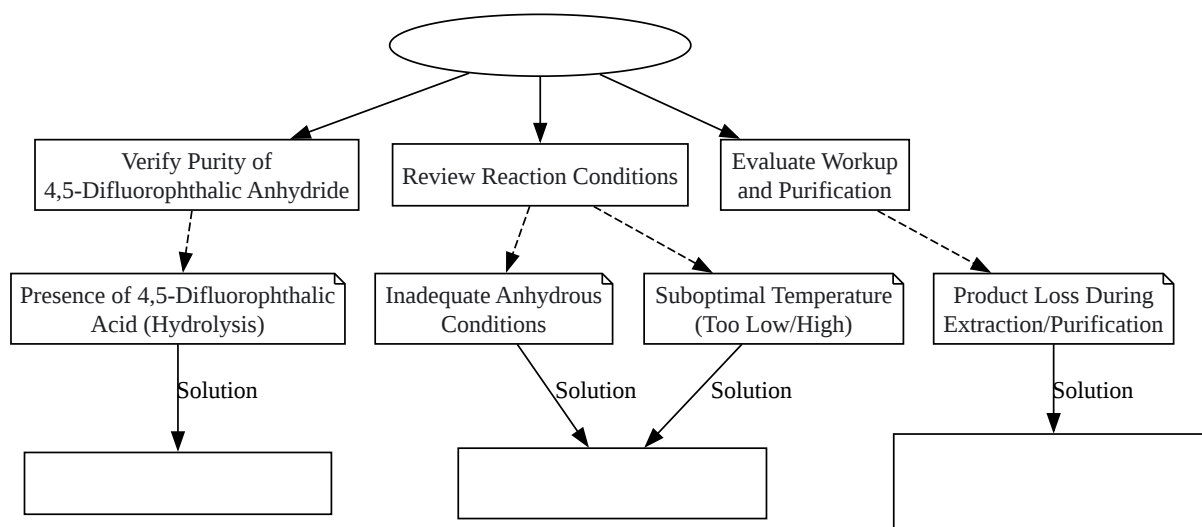 Verify Purity of
4,5-Difluorophthalic Anhydride
Review Reaction Conditions
Evaluate Workup
and Purification
Presence of 4,5-Difluorophthalic
Acid (Hydrolysis)
Inadequate Anhydrous
Conditions
Suboptimal Temperature
(Too Low/High)
Product Loss During
Extraction/Purification
Solution
Solution
Solution
Solution